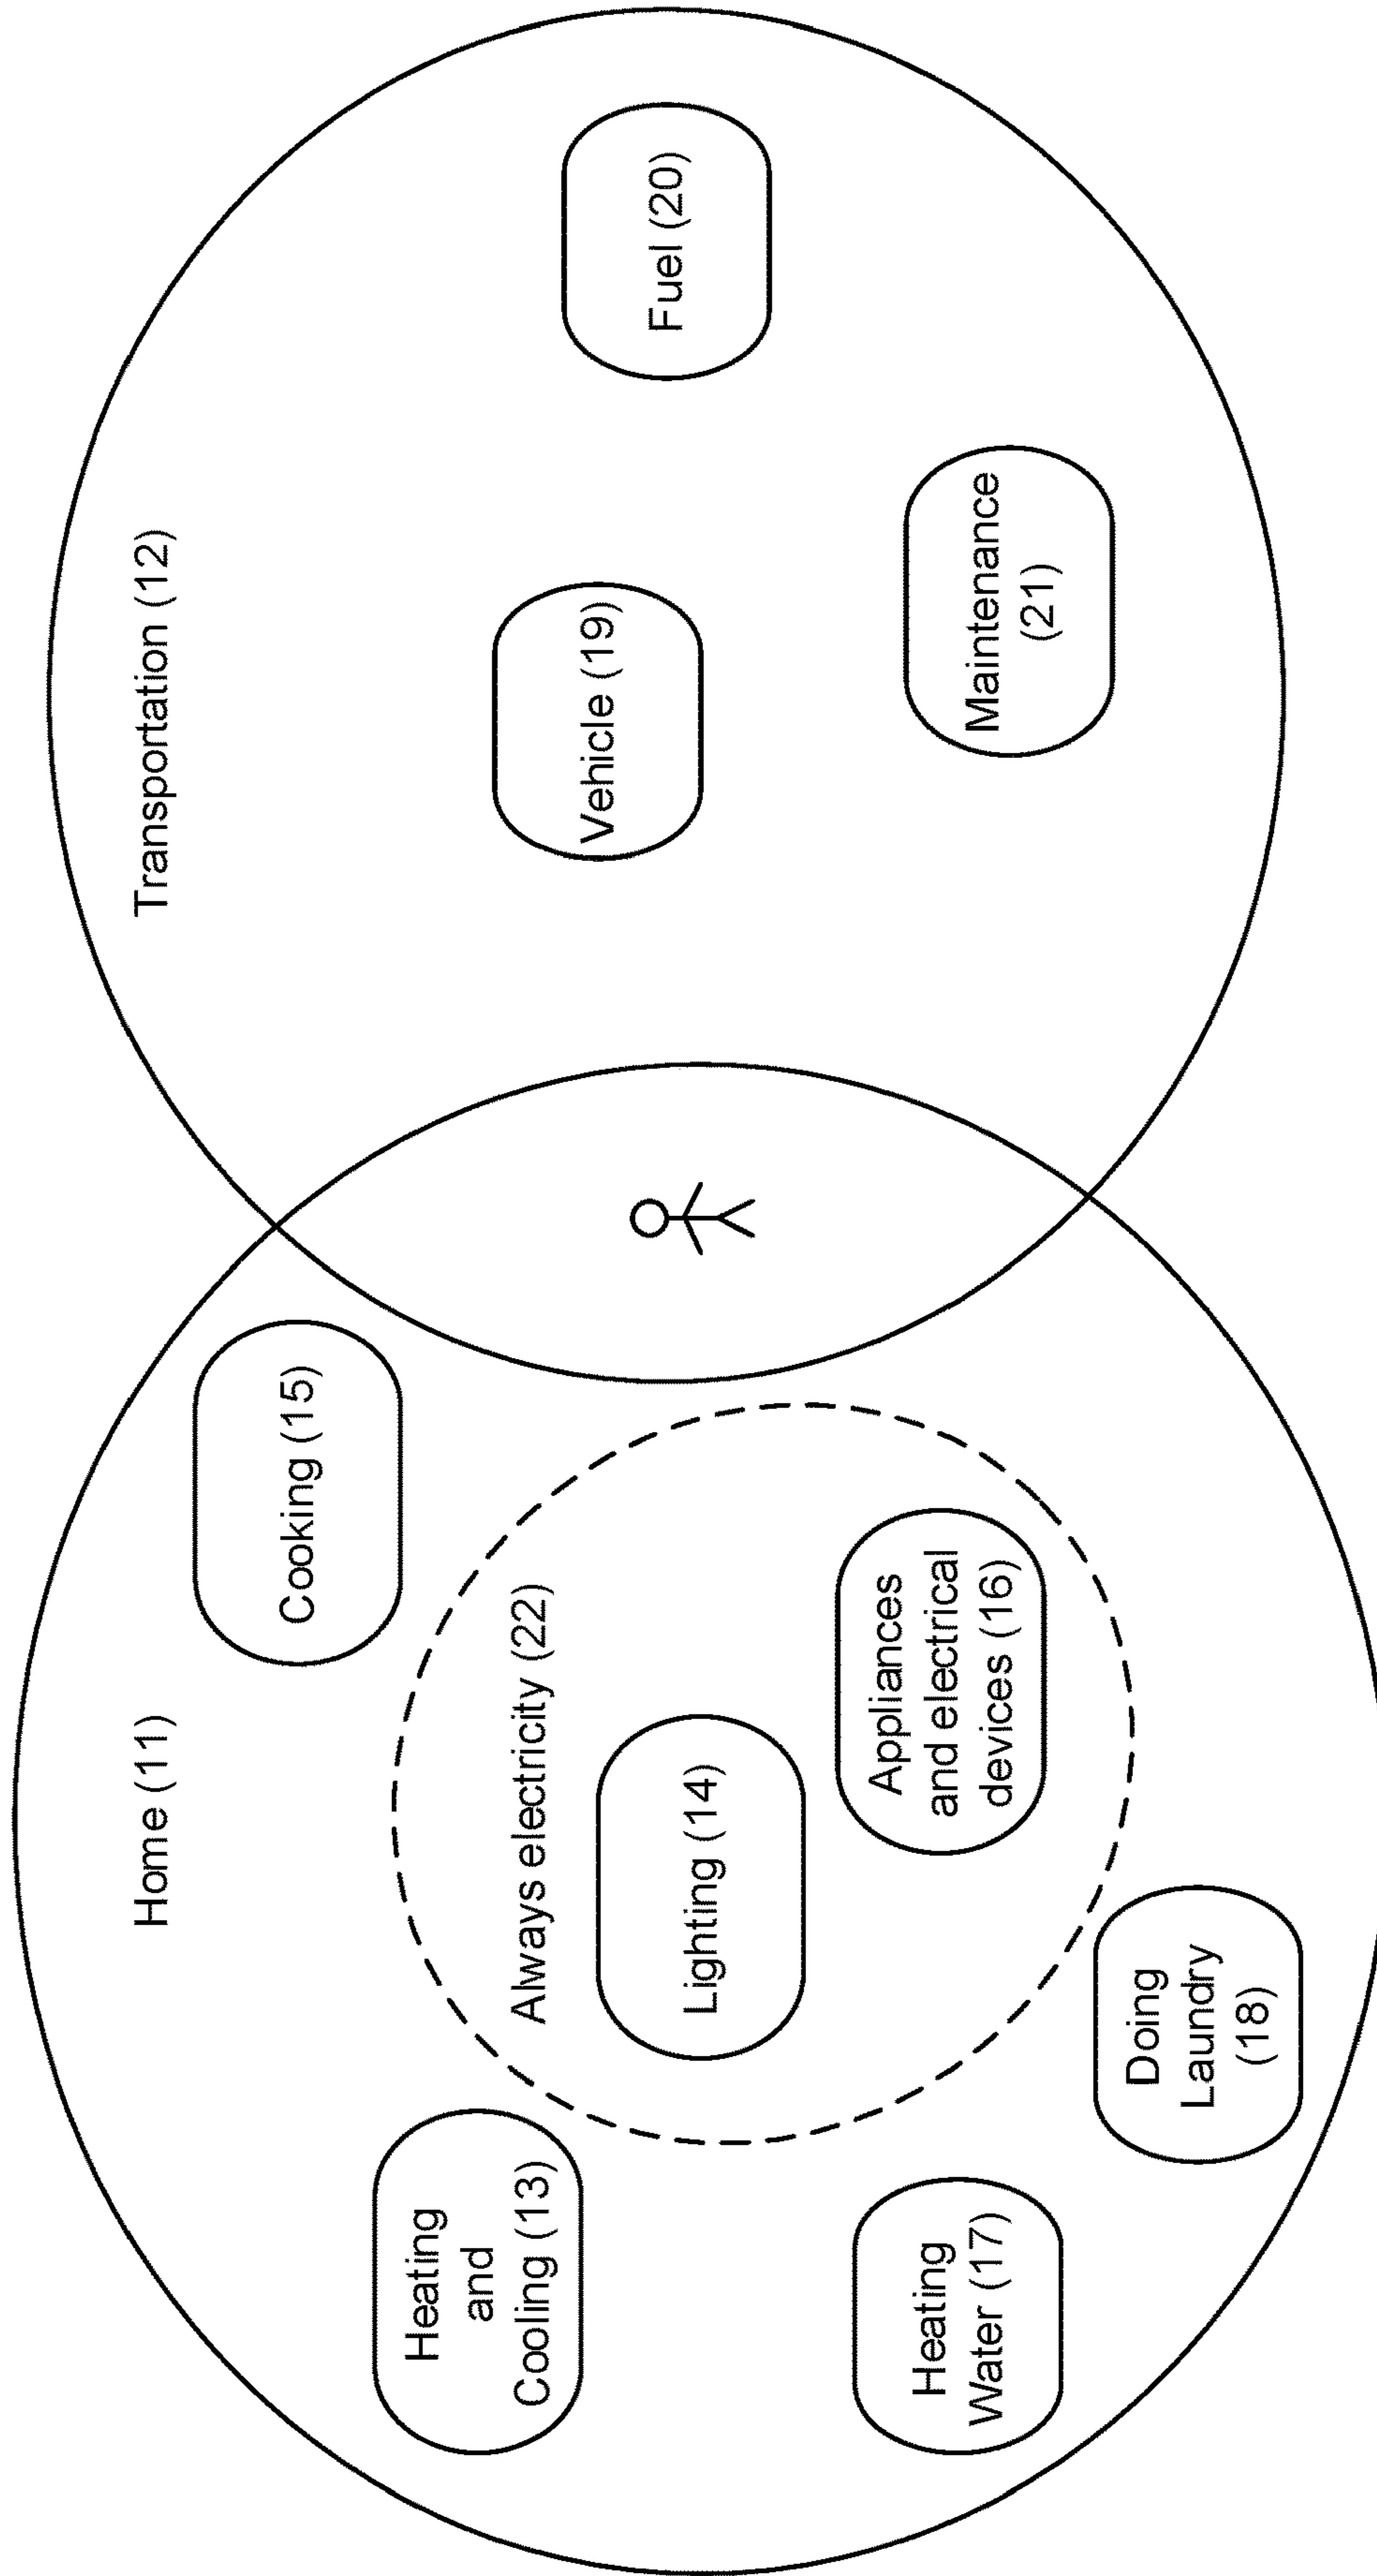 Home (11)
Transportation (12)
Cooking (15)
Heating
and
Cooling (13)
Always electricity (22)
Lighting (14)
Appliances
and electrical
devices (16)
Heating
Water (17)
Doing
Laundry
(18)
Vehicle (19)
Fuel (20)
Maintenance
(21)